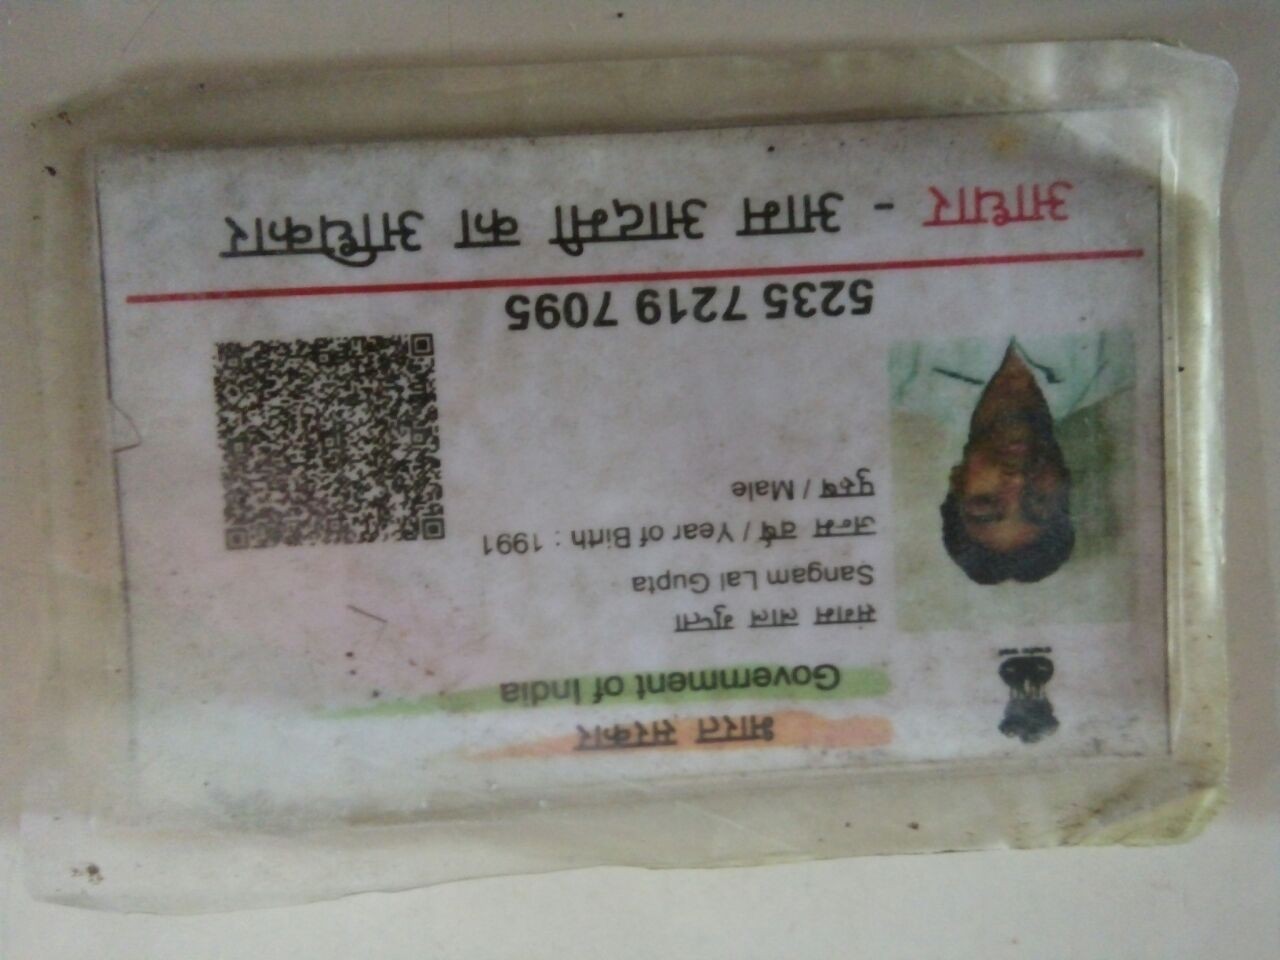 भारत सरकार
Government of India
संगम लाल गुप्ता
Sangam Lal Gupta
जन्म वर्ष / Year of Birth : 1991
पुरुष / Male
5235 7219 7095
आधार - आम आदमी का अधिकार